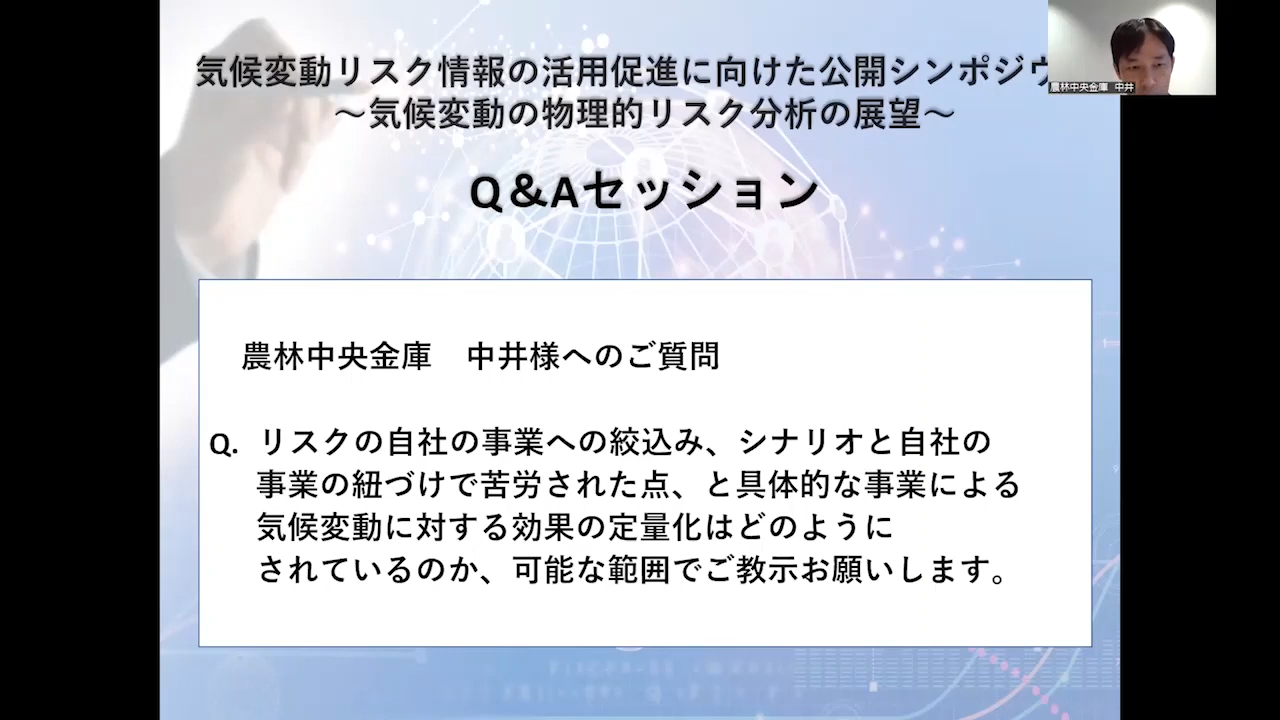 気候変動リスク情報の活用促進に向けた公開シンポジウ
農林中央金庫 中井
～気候変動の物理的リスク分析の展望～
Q&Aセッション
農林中央金庫 中井様へのご質問
Q. リスクの自社の事業への絞込み、シナリオと自社の
事業の紐づけで苦労された点、と具体的な事業による
気候変動に対する効果の定量化はどのように
されているのか、可能な範囲でご教示お願いします。